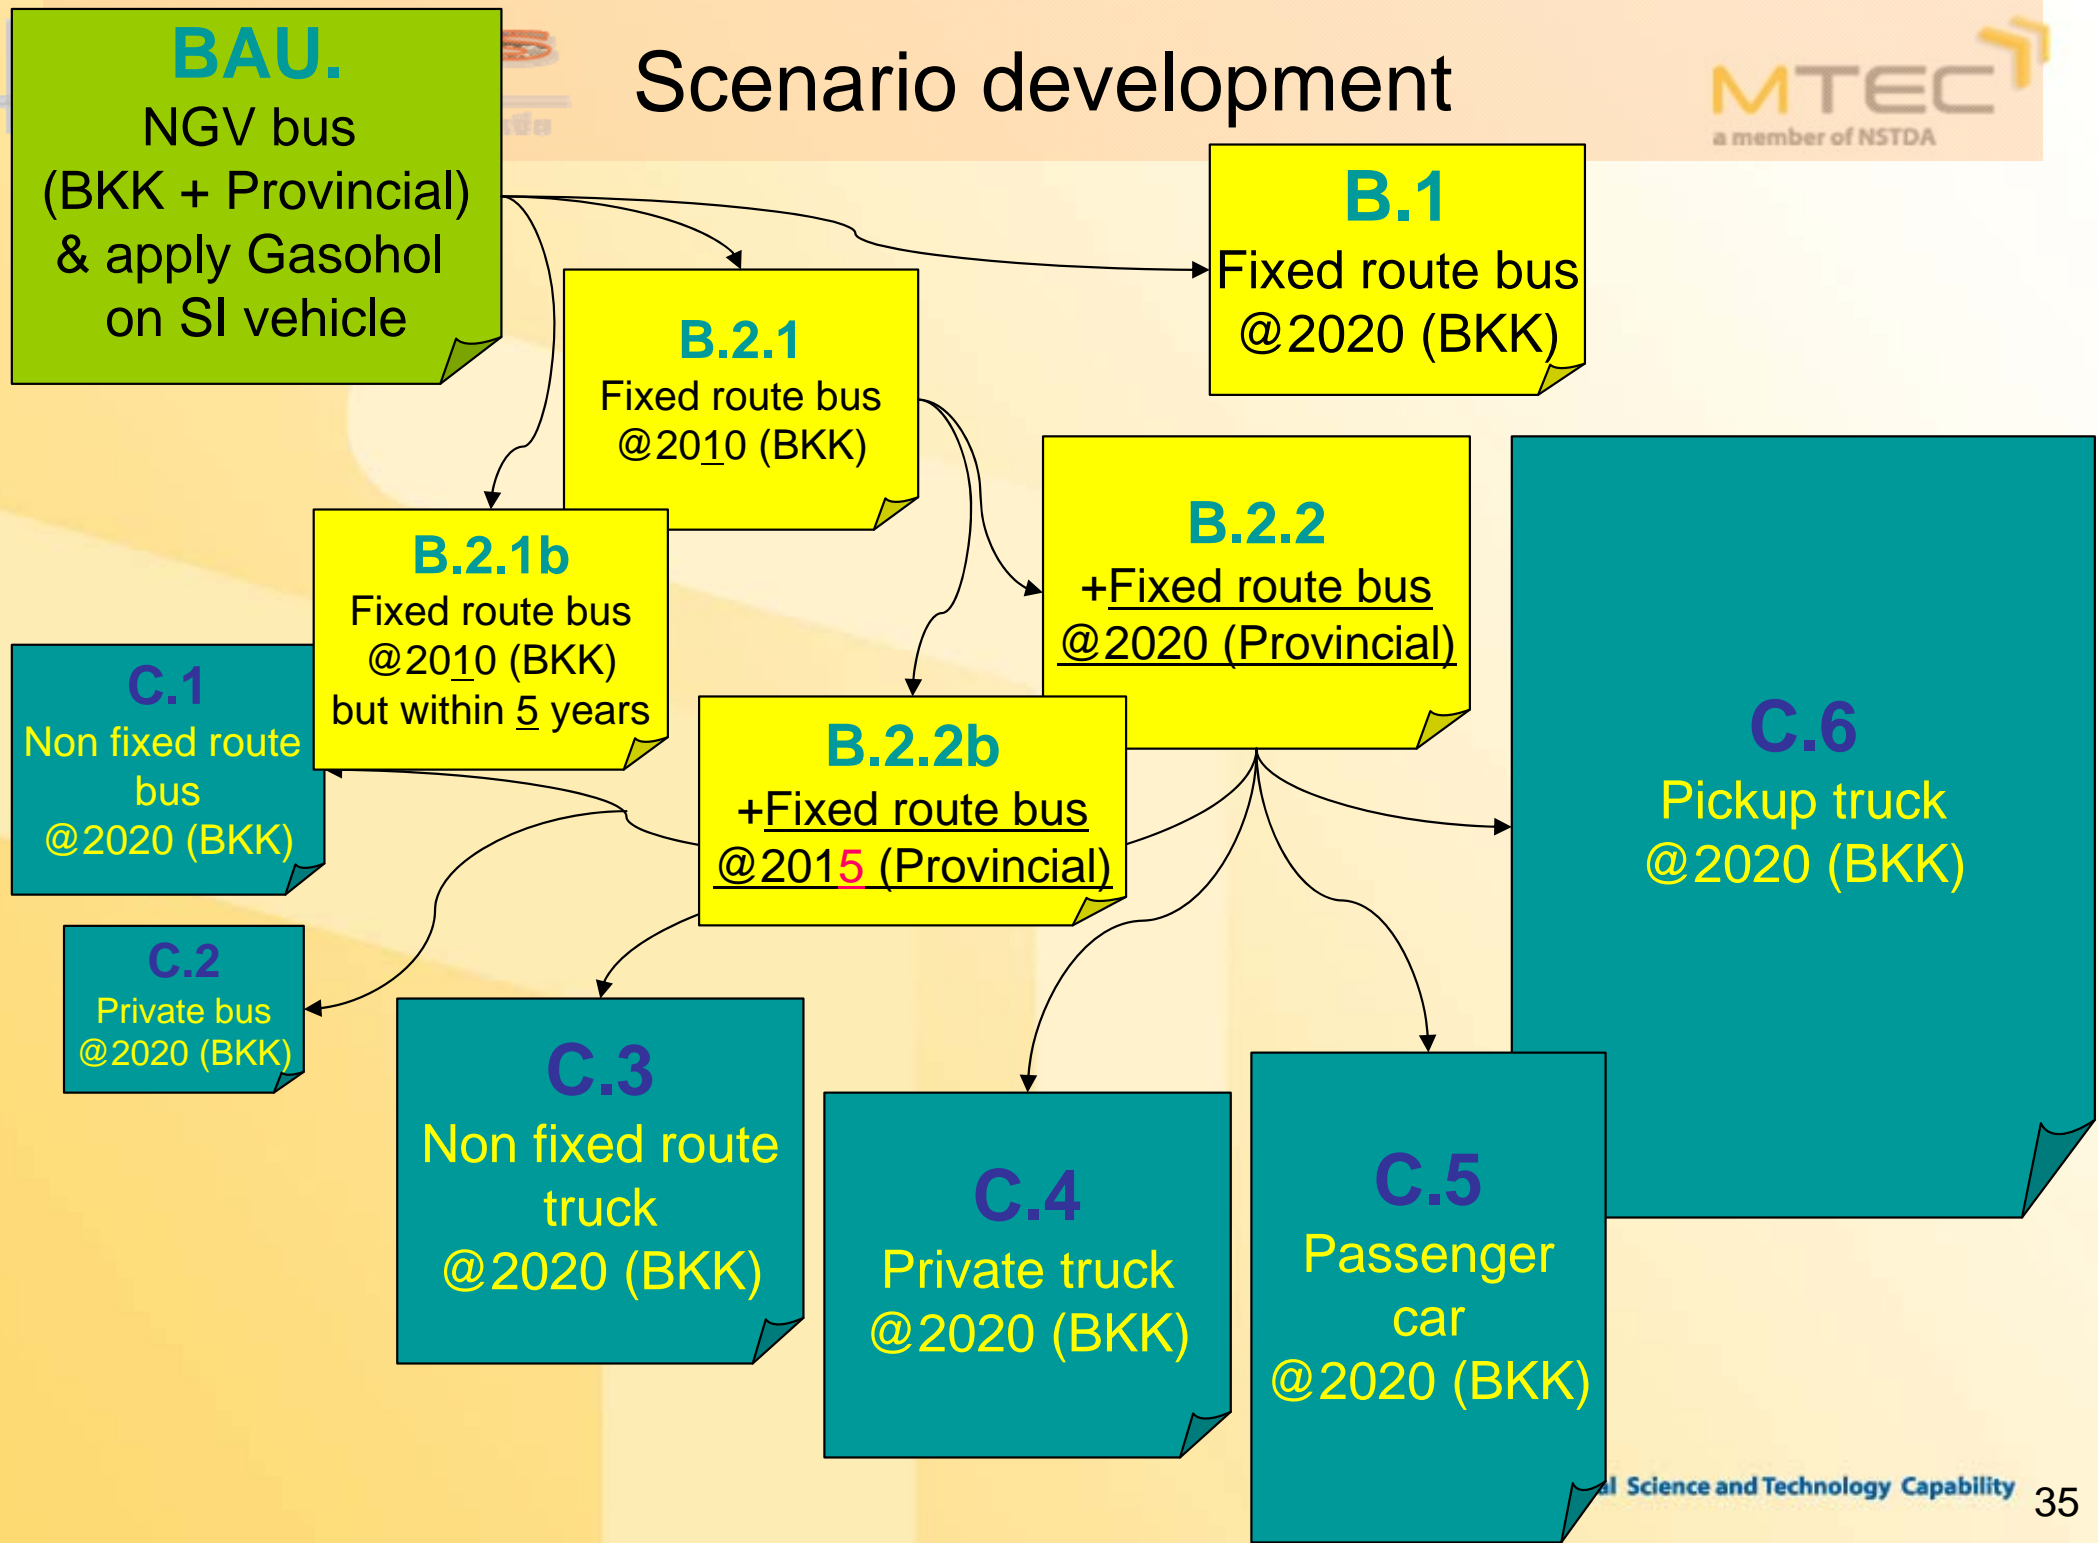 BAU.
NGV bus
(BKK + Provincial)
& apply Gasohol
on SI vehicle
Scenario development
MTEC
a member of NSTDA
B.1
Fixed route bus
@2020 (BKK)
B.2.1
Fixed route bus
@2010 (BKK)
B.2.1b
Fixed route bus
@2010 (BKK)
but within 5 years
B.2.2
+Fixed route bus
@2020 (Provincial)
B.2.2b
+Fixed route bus
@2015 (Provincial)
C.1
Non fixed route
bus
@2020 (BKK)
C.2
Private bus
@2020 (BKK)
C.3
Non fixed route
truck
@2020 (BKK)
C.4
Private truck
@2020 (BKK)
C.5
Passenger
car
@2020 (BKK)
C.6
Pickup truck
@2020 (BKK)
Science and Technology Capability
35